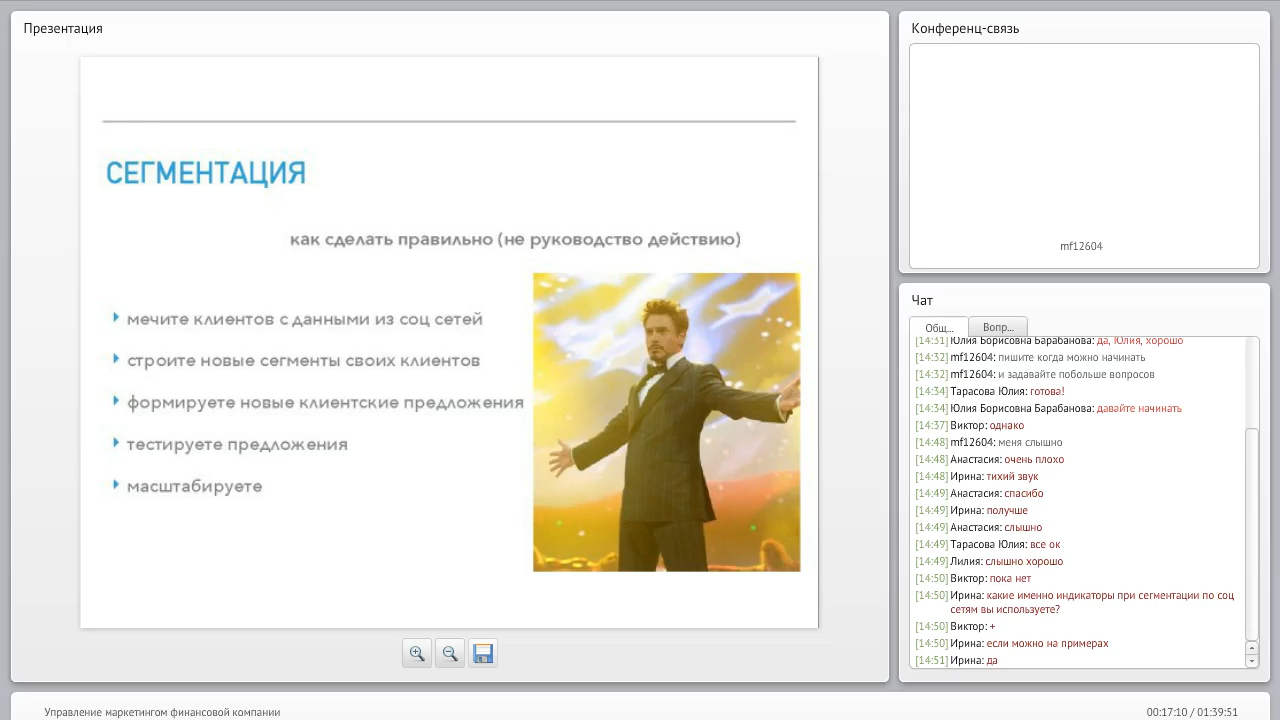 Презентация
СЕГМЕНТАЦИЯ
как сделать правильно (не руководство действию)
мечите клиентов с данными из соц сетей
строите новые сегменты своих клиентов
формируете новые клиентские предложения
тестируете предложения
масштабируете
Конференц-связь
mf12604
Чат
Общ...
Вопр...
[14:31] Юлия Борисовна Барабанова: да, Юлия, хорошо
[14:32] mf12604: пишите когда можно начинать
[14:32] mf12604: и задавайте побольше вопросов
[14:34] Тарасова Юлия: готова!
[14:34] Юлия Борисовна Барабанова: давайте начинать
[14:37] Виктор: однако
[14:48] mf12604: меня слышно
[14:48] Анастасия: очень плохо
[14:48] Ирина: тихий звук
[14:49] Анастасия: спасибо
[14:49] Ирина: получше
[14:49] Анастасия: слышно
[14:49] Тарасова Юлия: все ок
[14:49] Лилия: слышно хорошо
[14:50] Виктор: пока нет
[14:50] Ирина: какие именно индикаторы при сегментации по соц
сетям вы используете?
[14:50] Виктор: +
[14:50] Ирина: если можно на примерах
[14:51] Ирина: да
Управление маркетингом финансовой компании
00:17:10 / 01:39:51